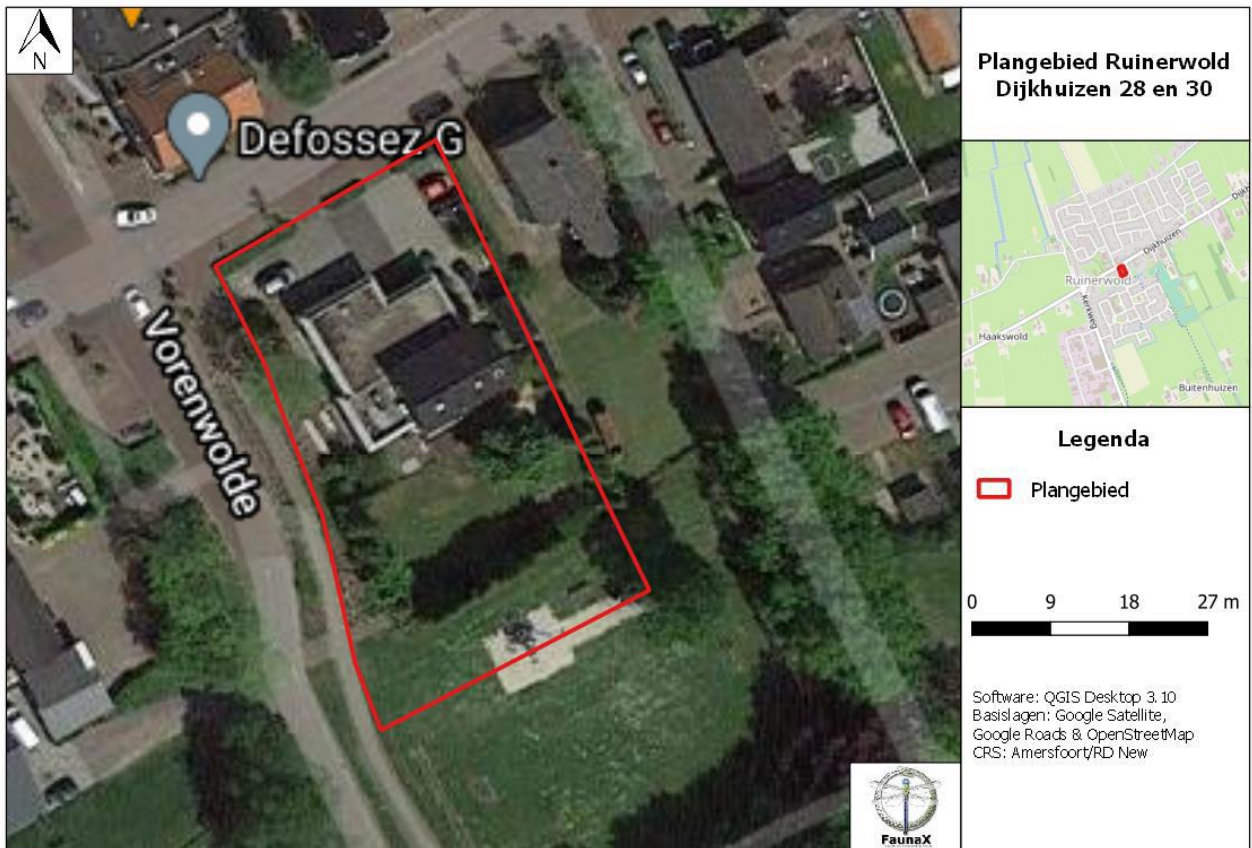 N
Defossez G
Vorenwolde
Plangebied Ruinerwold
Dijkhuizen 28 en 30
Dijkhuizen
Ruinerwold
Kerkweg
Haakswold
Buitenhuizen
Legenda
Plangebied
0 9 18 27 m
Software: QGIS Desktop 3.10
Basislagen: Google Satellite,
Google Roads & OpenStreetMap
CRS: Amersfoort/RD New
FaunaX